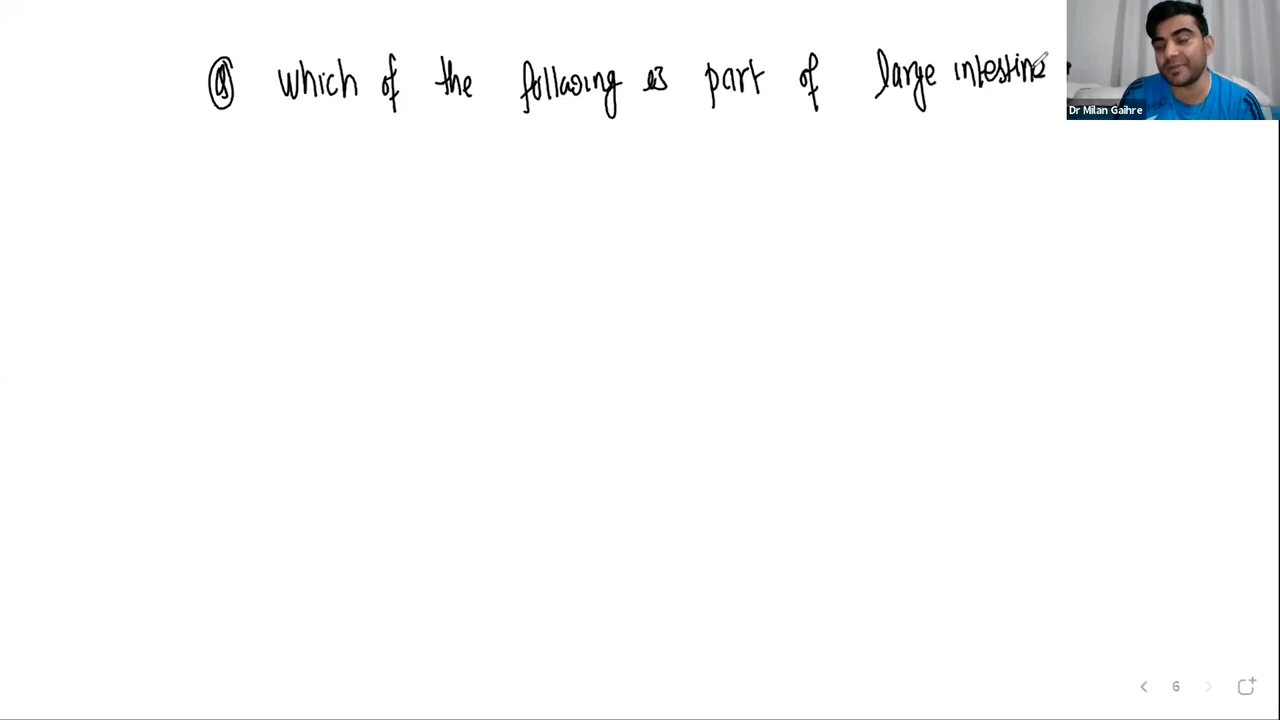 Q which of the following is part of large intestine
Dr Milan Gaihre
6